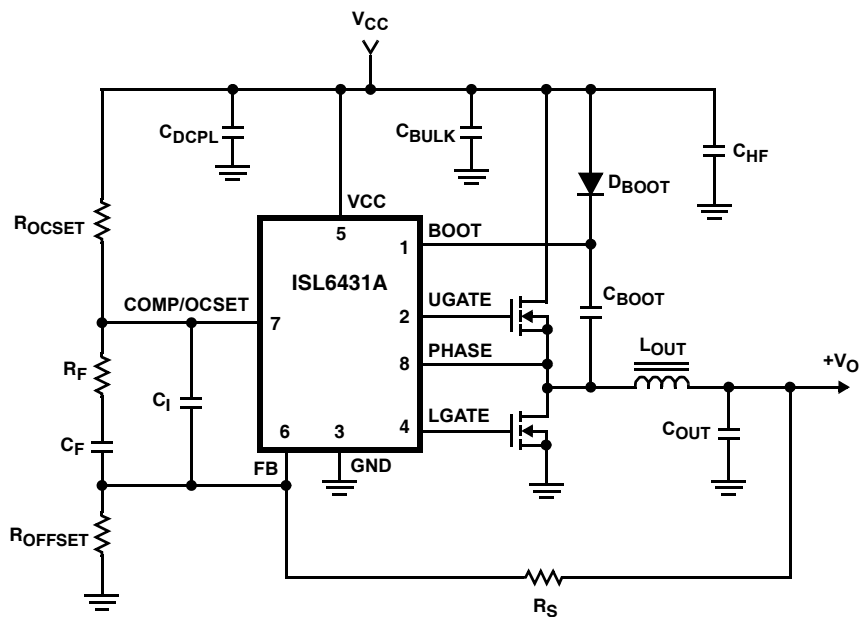 VCC
CDCPL
CBULK
CHF
DBOOT
ROCSET
VCC
5
1
BOOT
ISL6431A
CBOOT
COMP/OCSET
7
UGATE
2
LOUT
+VO
PHASE
8
RF
CI
LGATE
4
COUT
CF
6
3
FB
GND
ROFFSET
RS